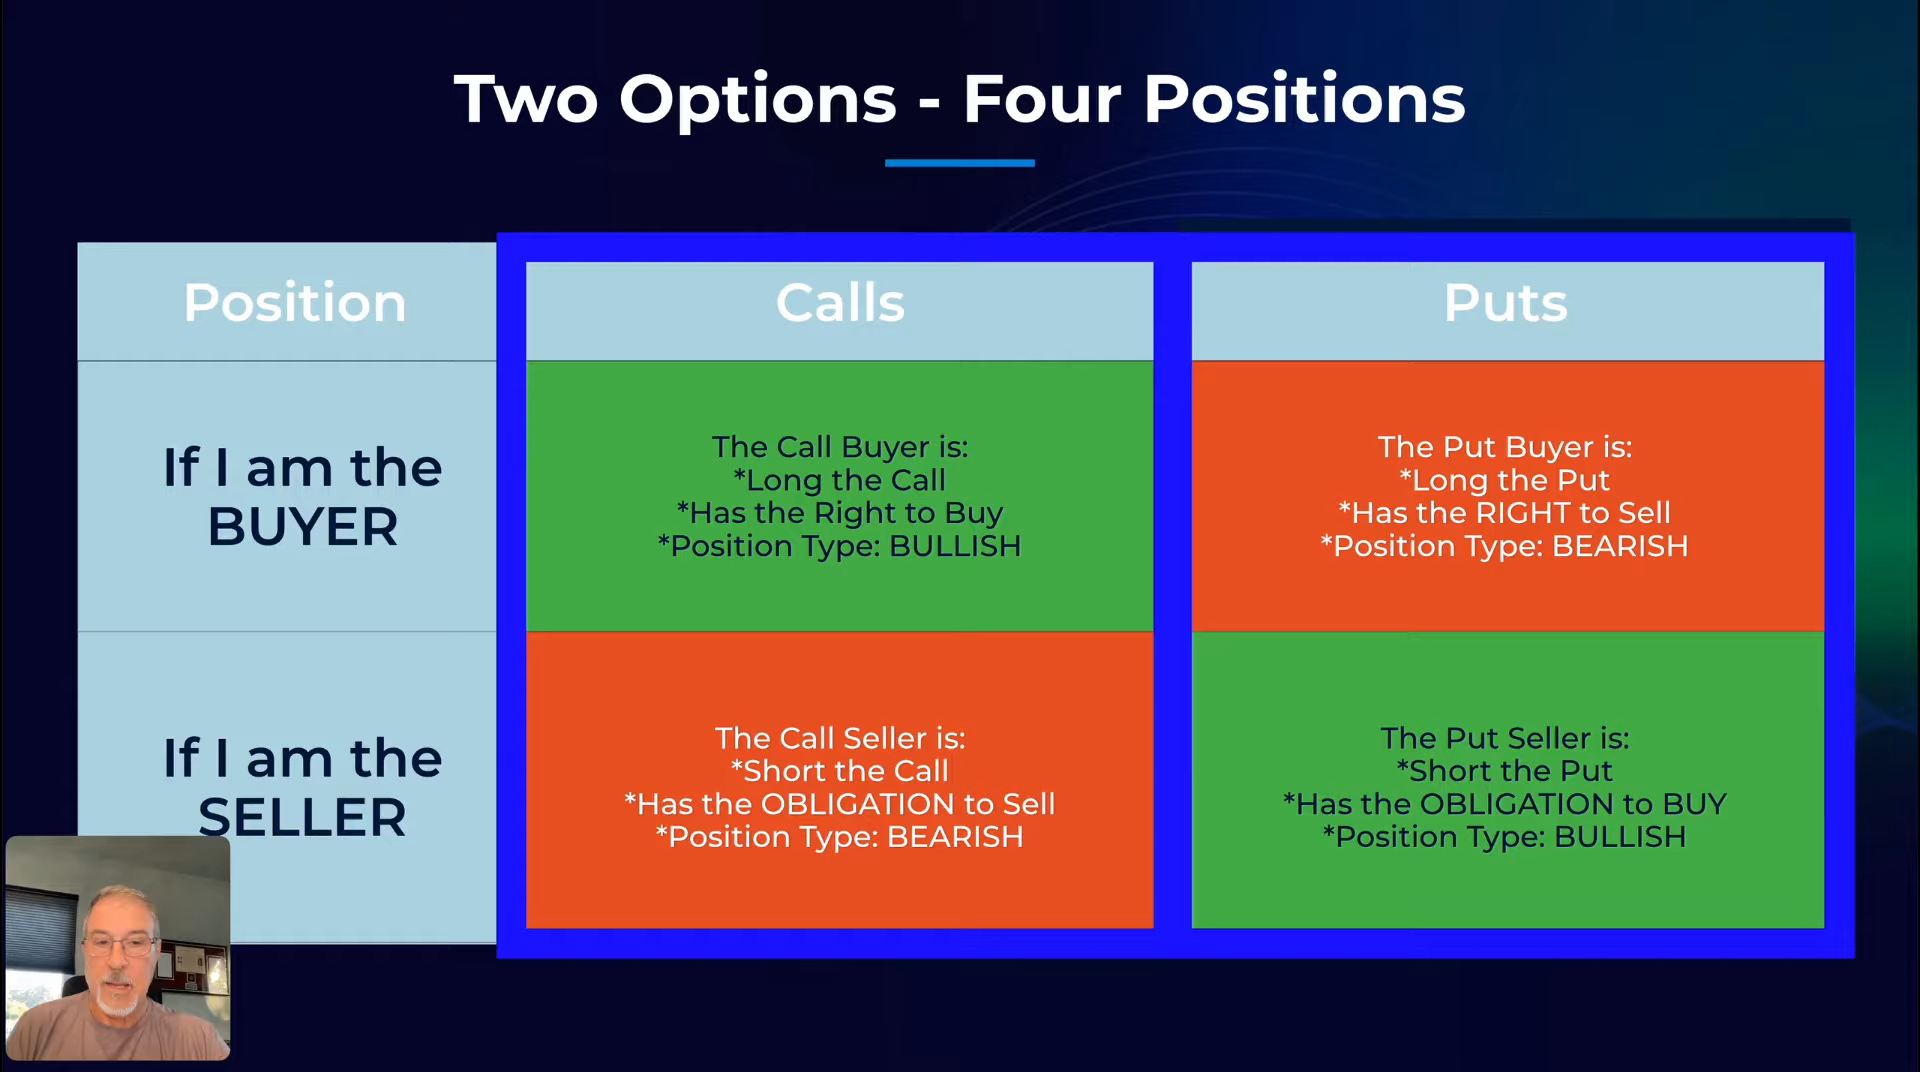 Two Options - Four Positions
Position
Calls
Puts
If I am the
BUYER
The Call Buyer is:
*Long the Call
*Has the Right to Buy
*Position Type: BULLISH
The Put Buyer is:
*Long the Put
*Has the RIGHT to Sell
*Position Type: BEARISH
If I am the
SELLER
The Call Seller is:
*Short the Call
*Has the OBLIGATION to Sell
*Position Type: BEARISH
The Put Seller is:
*Short the Put
*Has the OBLIGATION to BUY
*Position Type: BULLISH